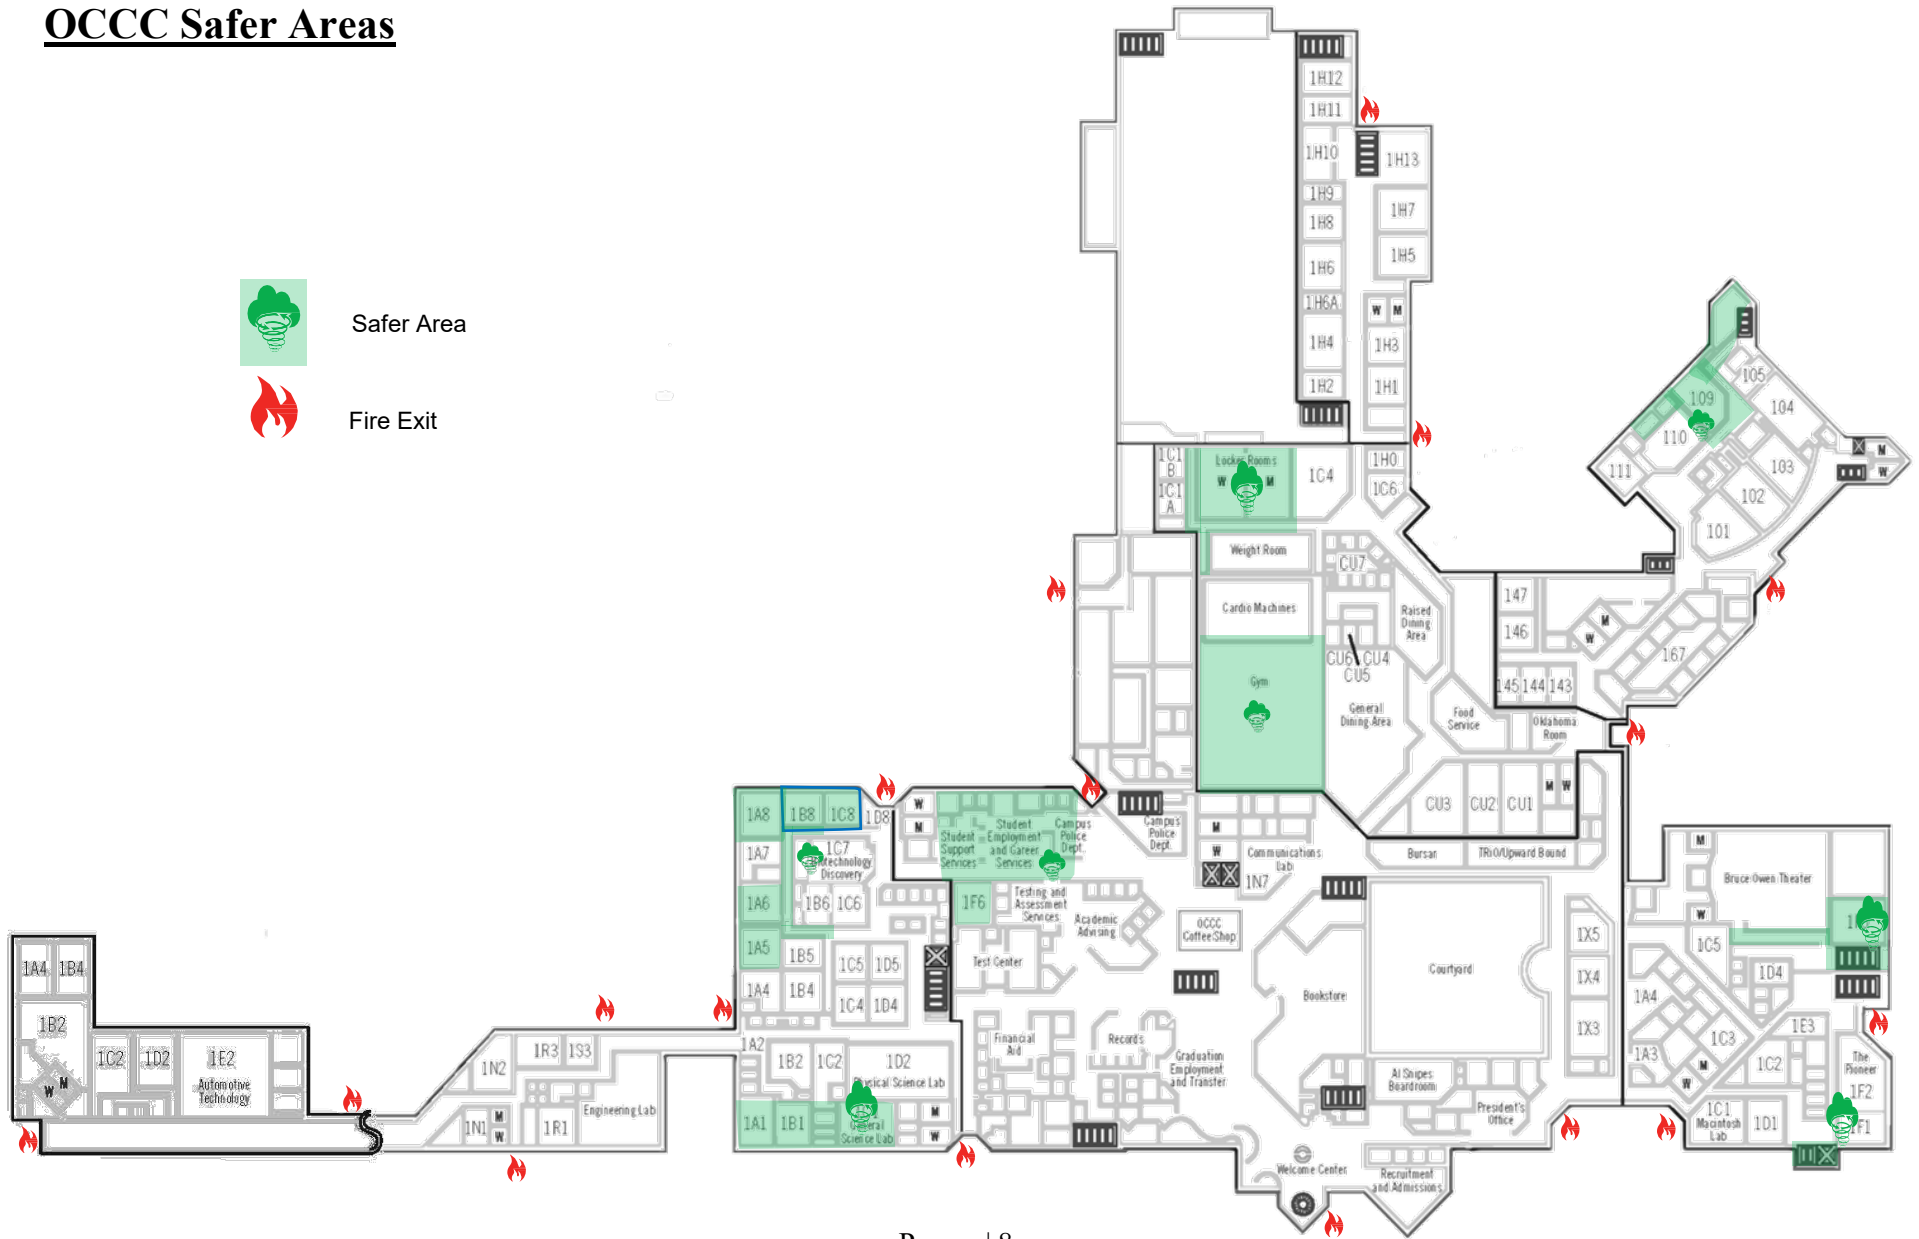 OCCC Safer Areas
Safer Area
Fire Exit
1H12
1H11
1H10
1H13
1H9
1H8
1H7
1H6
1H5
1H6A
W M
1H4
1H3
1H2
1H1
1C1
B
1C1
A
Locker Rooms
W M
1C4
1H0
1C6
Weight Room
CU7
Cardio Machines
Raised
Dining
Area
CU6 CU4
CU5
Gym
General
Dining Area
Food
Service
Oklahoma
Room
CU3
CU2
CU1
M W
105
109
104
110
111
103
102
101
M
W
147
146
M
W
167
145
144
143
1A8
1B8
1C8
1D8
1A7
1C7
Biotechnology
Discovery
1A6
1B6
1C6
1A5
1B5
1C5
1D5
1A4
1B4
1C4
1D4
1A2
1B2
1C2
1D2
Physical Science Lab
1A1
1B1
General
Science Lab
M
W
W
M
Student
Support
Services
Student
Employment
and Career
Services
Campus
Police
Dept.
Campus
Police
Dept.
1F6
Testing and
Assessment
Services
Academic
Advising
Test Center
Financial
Aid
Records
Graduation
Employment
and Transfer
M
W
Communications
Lab
1N7
OCCC
Coffee Shop
Bursar
TRiO/Upward Bound
Bookstore
Courtyard
1X5
1X4
1X3
Al Snipes
Boardroom
President's
Office
Welcome Center
Recruitment
and Admissions
M
Bruce Owen Theater
W
1C5
1D4
1A4
1C3
1E3
1A3
M
W
1C2
The
Pioneer
1F2
1C1
Macintosh
Lab
1D1
1F1
1A4
1B4
1B2
1C2
1D2
1E2
Automotive
Technology
M
W
1N2
1R3
1S3
1N1
M
W
1R1
Engineering Lab
8